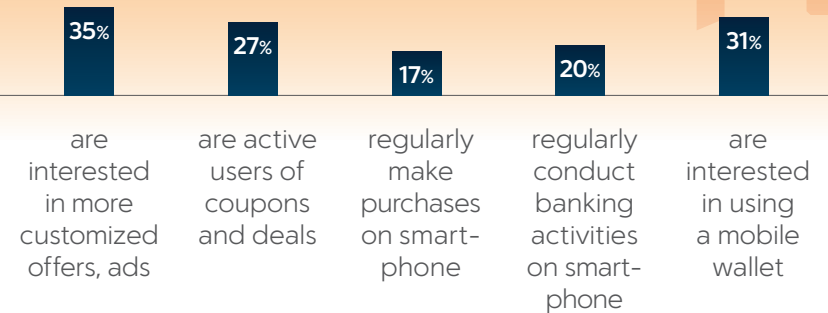 35%
are
interested
in more
customized
offers, ads
27%
are active
users of
coupons
and deals
17%
regularly
make
purchases
on smart-
phone
20%
regularly
conduct
banking
activities
on smart-
phone
31%
are
interested
in using
a mobile
wallet